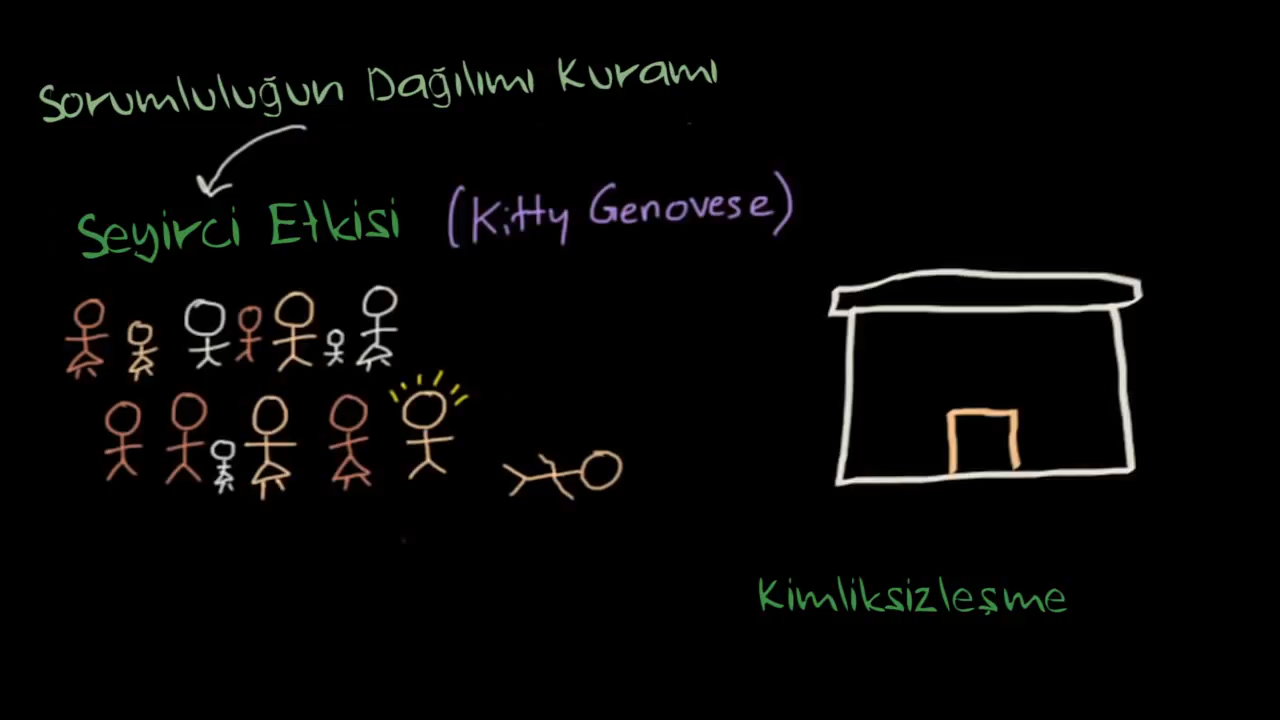 Sorumluluğun Dağılımı Kuramı
Seyirci Etkisi (Kitty Genovese)
Kimliksizleşme